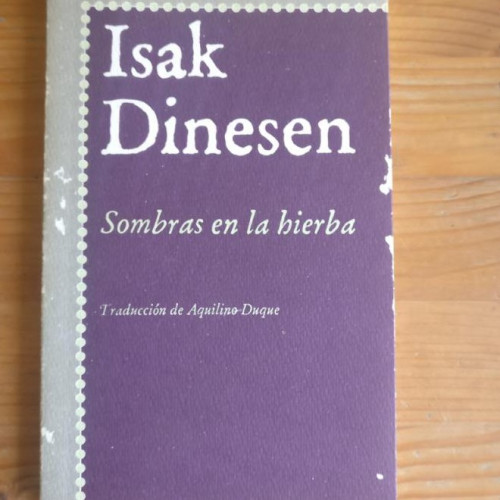 Isak
Dinesen
Sombras en la hierba
Traducción de Aquilino Duque